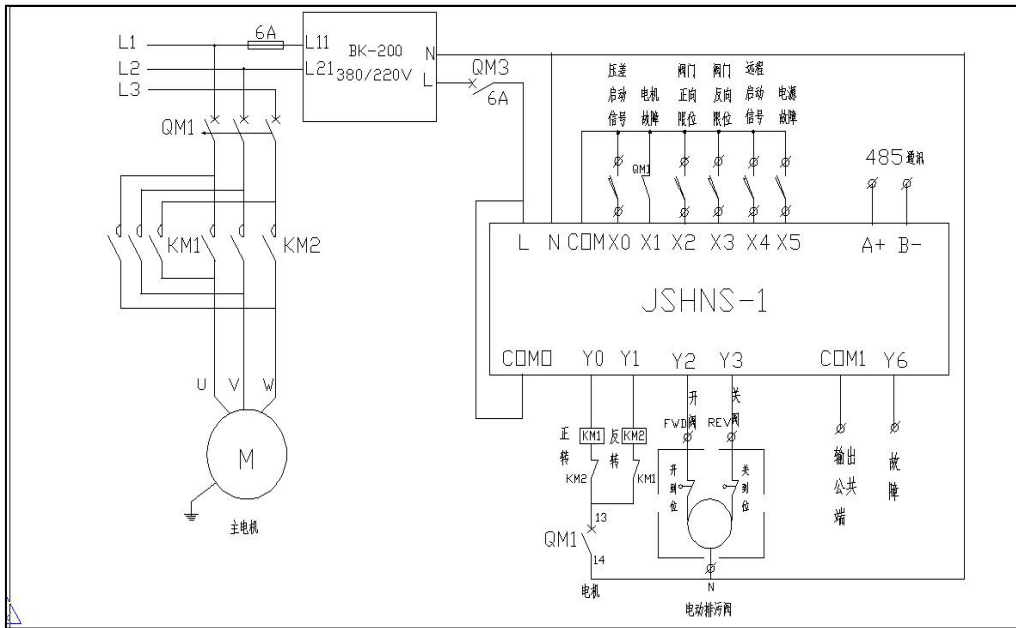 L1
6A
L11
BK-200
N
L2
L21
380/220V
L
QM3
6A
L3
QM1
压差
启动
信号
电机
故障
阀门
正向
限位
阀门
反向
限位
远程
启动
信号
电源
故障
QM1
485通讯
KM1
KM2
L
N
COM
X0
X1
X2
X3
X4
X5
A+
B-
JSHNS-1
COM0
Y0
Y1
Y2
Y3
COM1
Y6
U
V
W
M
主电机
正转
KM1
反转
KM2
开阀
FWD
关阀
REV
KM2
KM1
开到位
关到位
输出公共端
故障
13
QM1
14
电机
N
电动排污阀